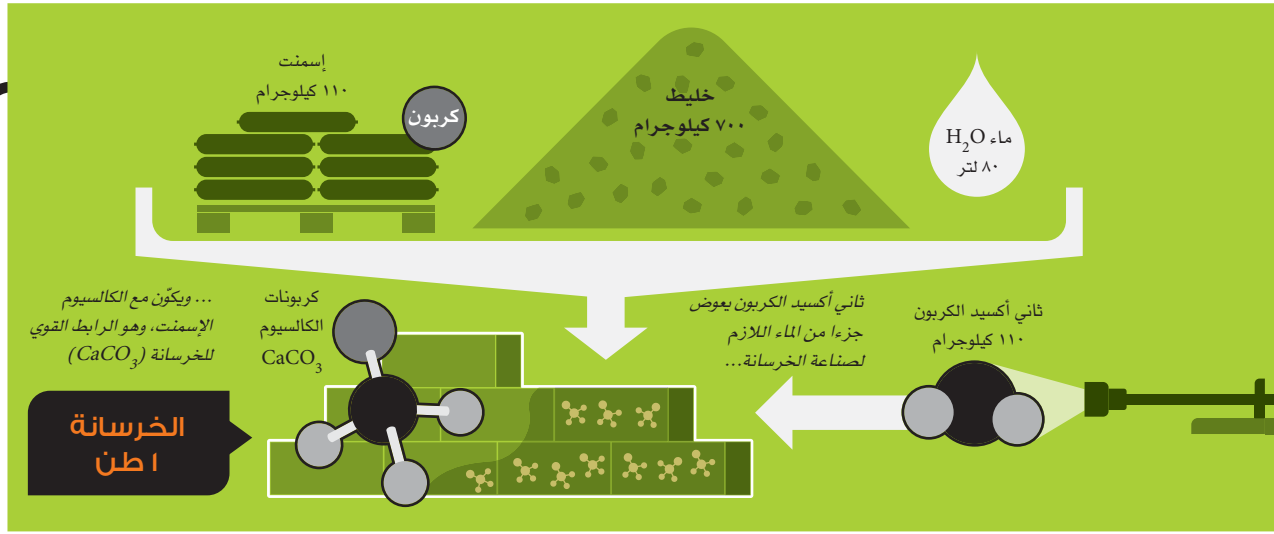 ماء H₂O
٨٠ لتر
خليط
٧٠٠ كيلوجرام
إسمنت
١١٠ كيلوجرام
كربون
ثاني أكسيد الكربون
١١٠ كيلوجرام
ثاني أكسيد الكربون يعوض
جزءا من الماء اللازم
لصناعة الخرسانة...
كربونات
الكالسيوم
CaCO₃
... ويكوّن مع الكالسيوم
الإسمنت، وهو الرابط القوي
للخرسانة (CaCO₃)
الخرسانة
١ طن